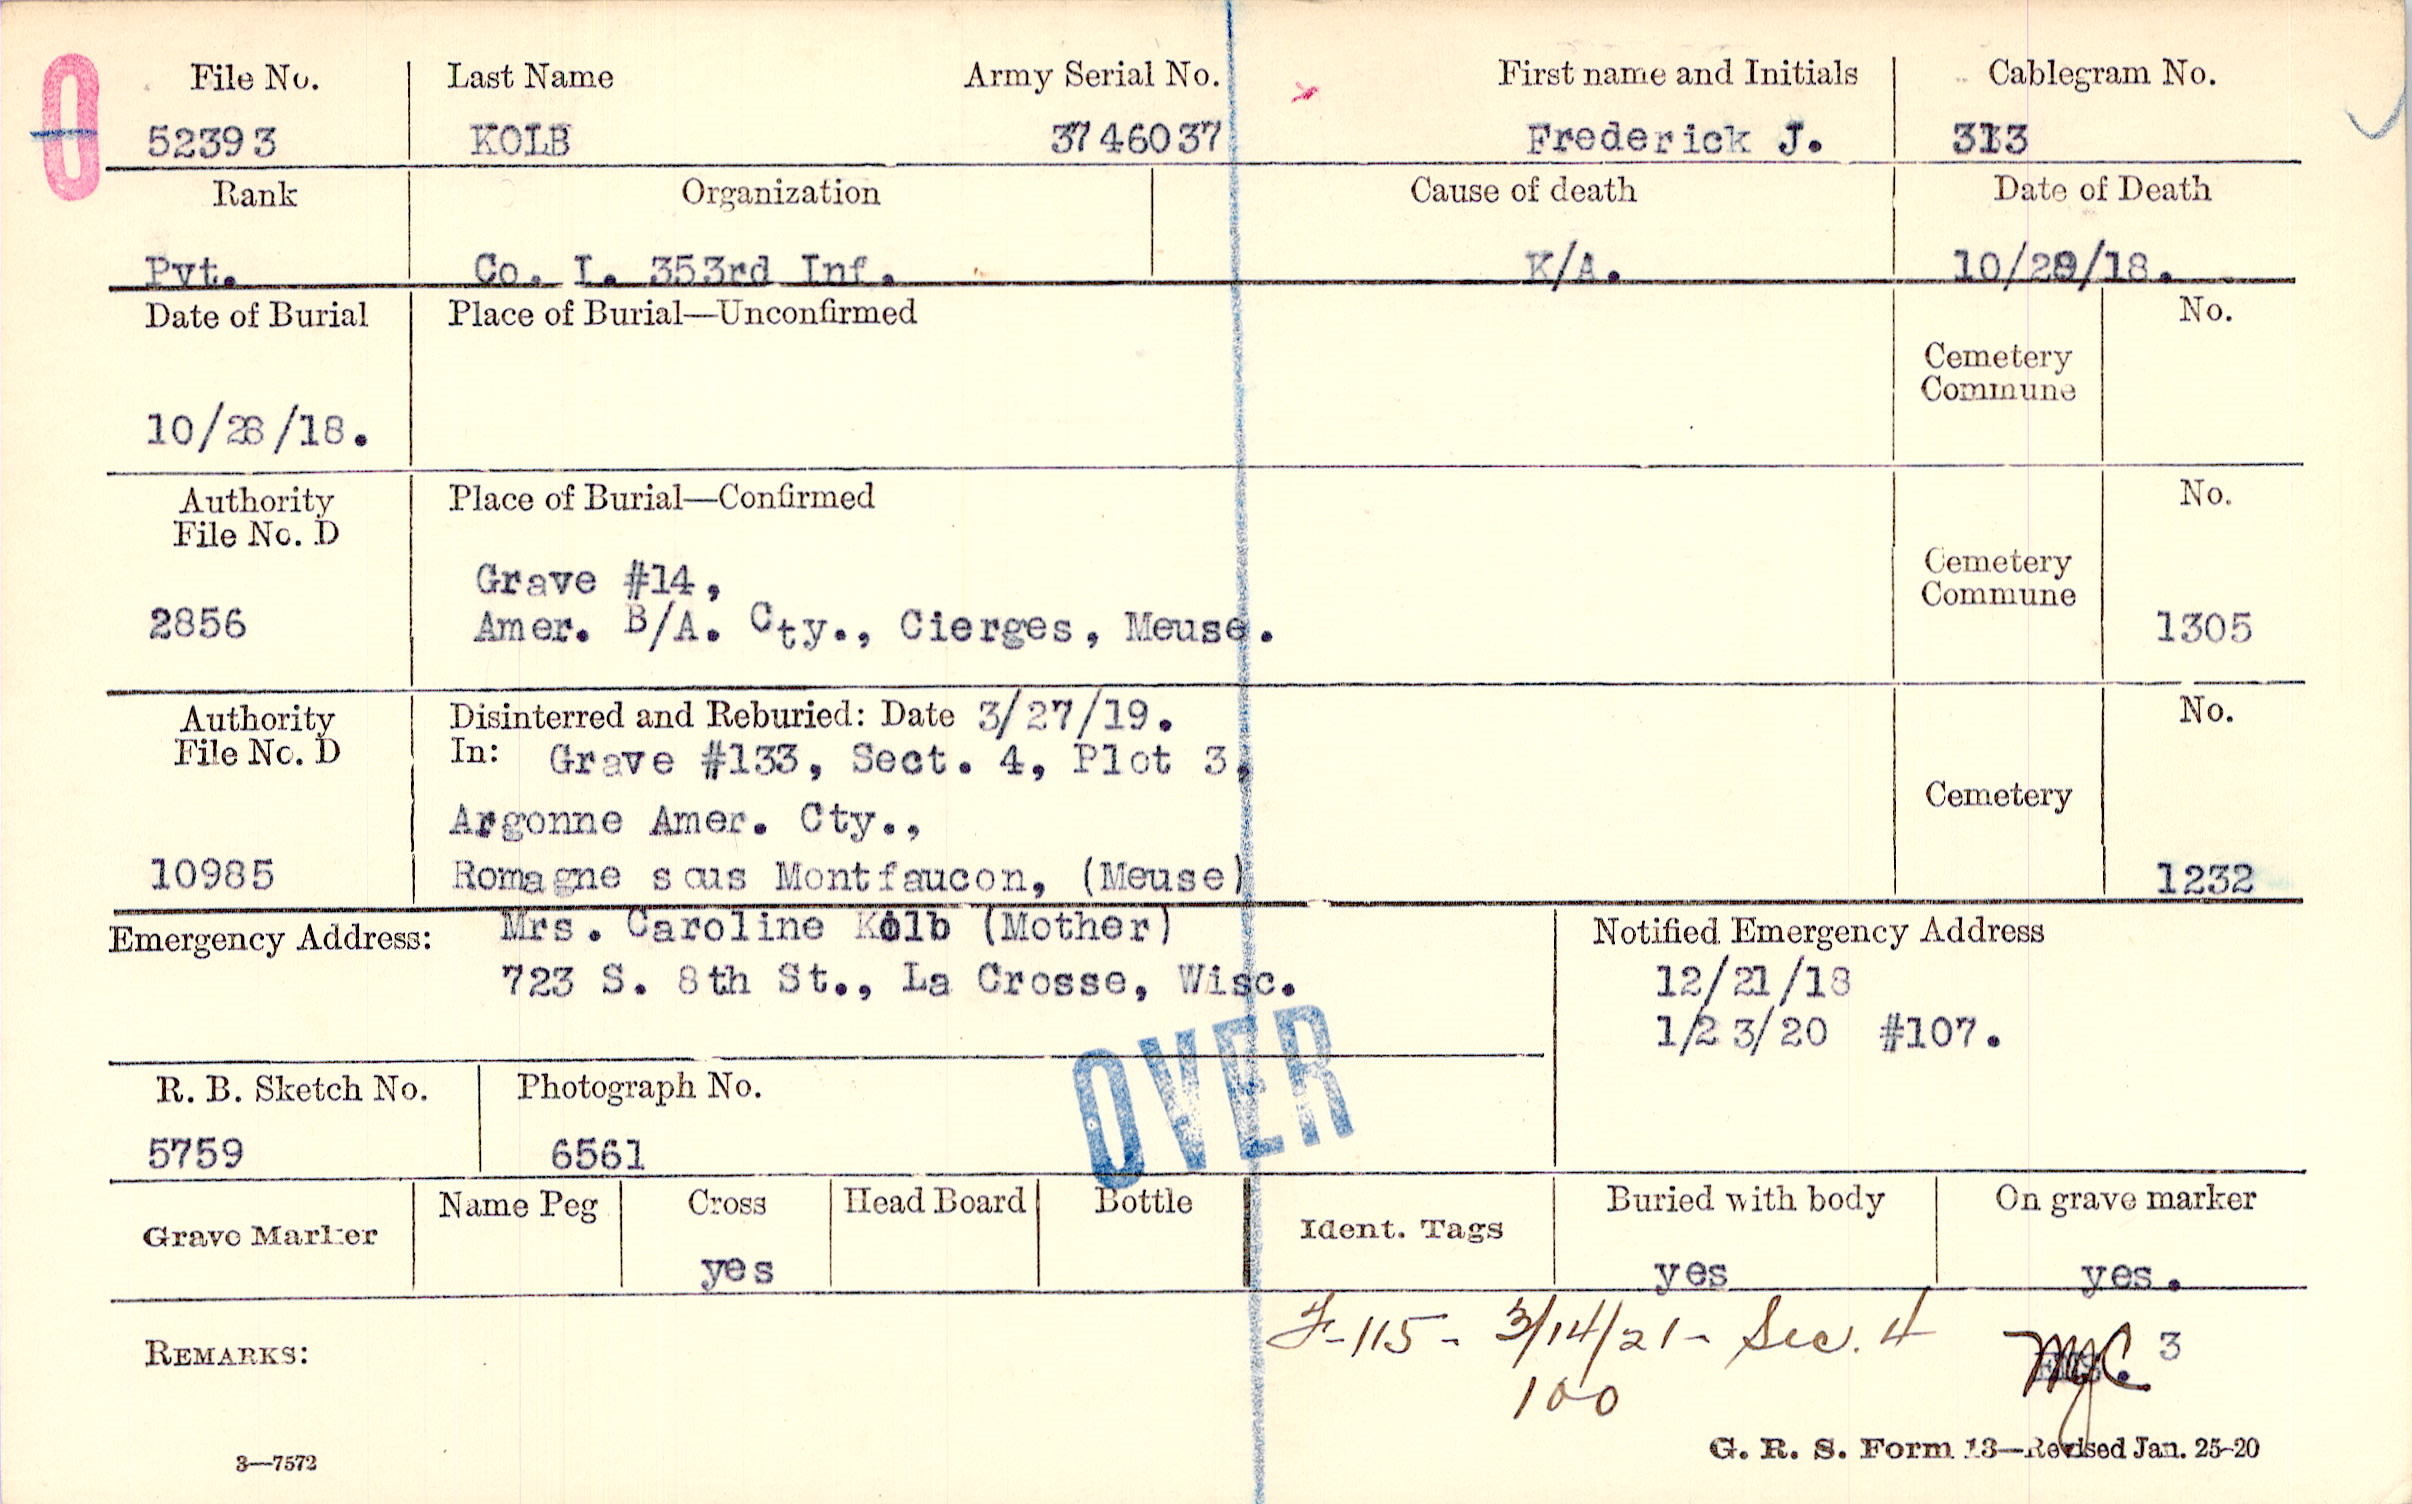 File No. Last Name Army Serial No. First name and Initials Cablegram No.
52393 KOLB 3746037 Frederick J. 313
Rank Organization Cause of death Date of Death
Pvt. Co. I. 353rd Inf. K/A. 10/28/18.
Date of Burial Place of Burial—Unconfirmed No.
Cemetery
Commune
10/28/18.
Authority Place of Burial—Confirmed No.
File No. D
Grave #14, Cemetery
Commune
2856 Amer. B/A. Cty., Cierges, Meuse. 1305
Authority Disinterred and Reburied: Date 3/27/19. No.
File No. D In: Grave #133, Sect. 4, Plot 3,
Cemetery
Argonne Amer. Cty.,
10985 Romagne sous Montfaucon, (Meuse) 1232
Emergency Address: Mrs. Caroline Kolb (Mother) Notified Emergency Address
723 S. 8th St., La Crosse, Wisc. 12/21/18
1/23/20 #107.
OVER
R. B. Sketch No. Photograph No.
5759 6561
Grave Marker Name Peg Cross Head Board Bottle Ident. Tags Buried with body On grave marker
yes yes yes.
F-115- 3/14/21- Sec. 4
REMARKS: 3
100
3—7572 G. R. S. Form 13—Revised Jan. 25-20